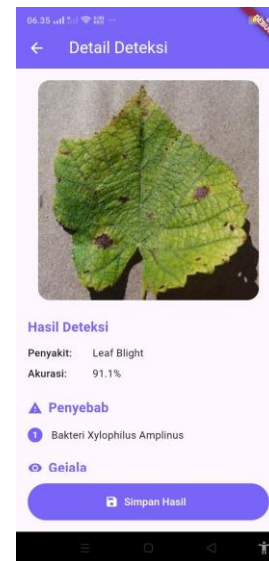 06.35
Detail Deteksi
Hasil Deteksi
Penyakit: Leaf Blight
Akurasi: 91.1%
Penyebab
1 Bakteri Xylophilus Amplinus
Gejala
Simpan Hasil